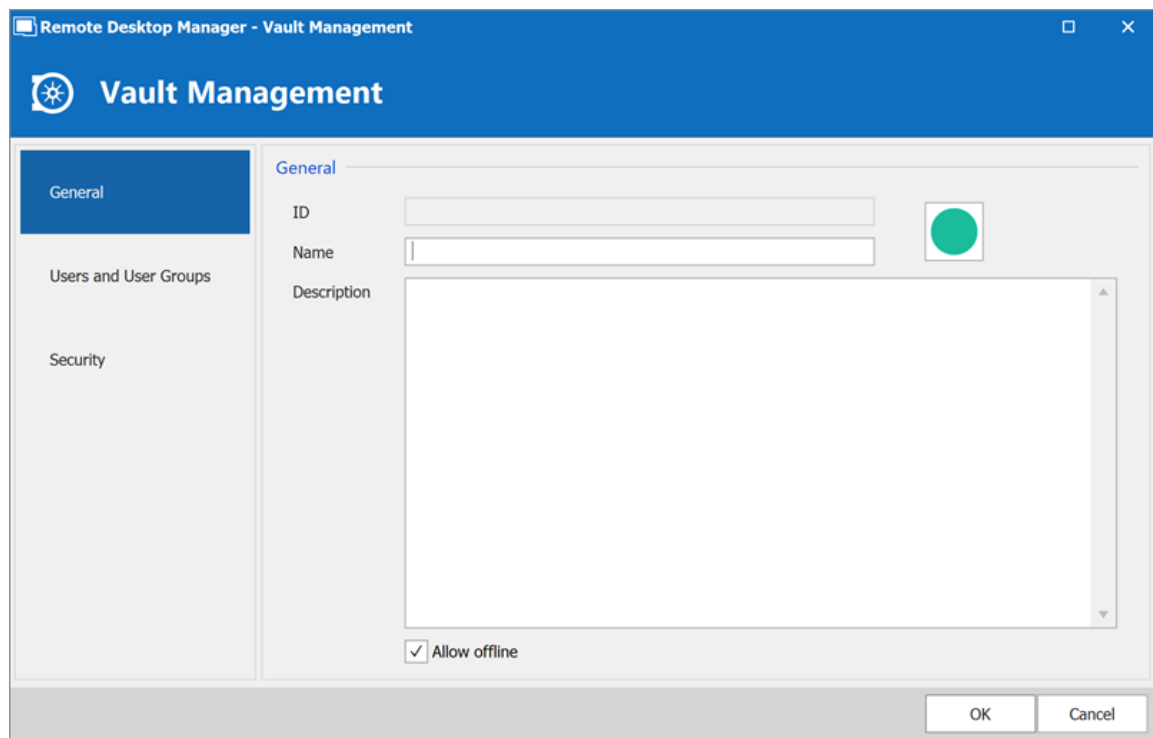 Remote Desktop Manager - Vault Management
Vault Management
General
Users and User Groups
Security
General
ID
Name
Description
Allow offline
OK
Cancel